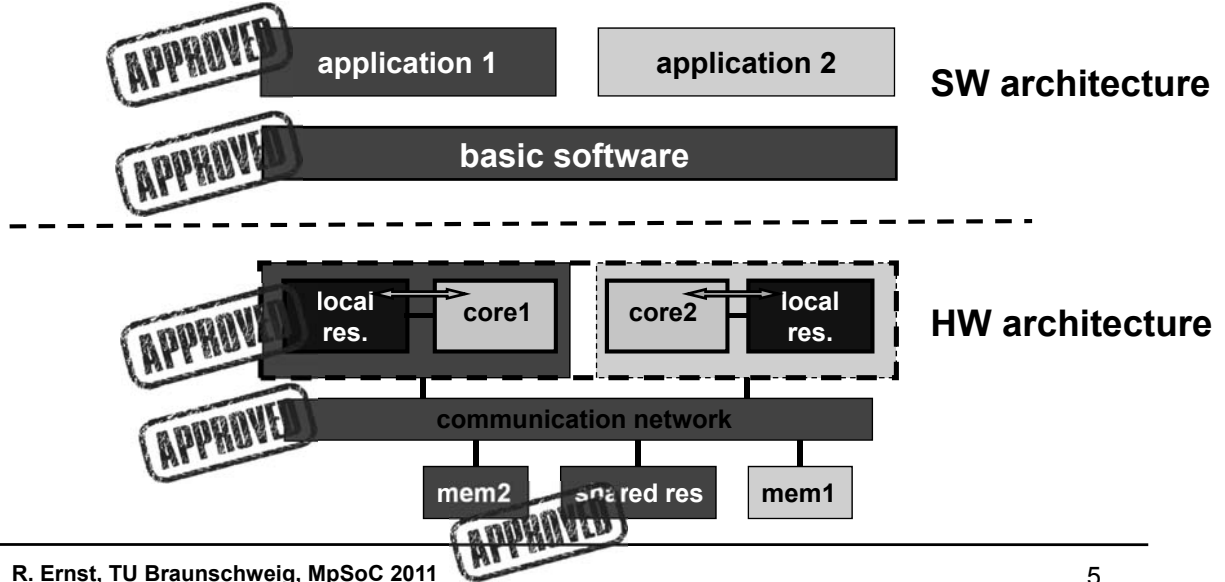 APPROVED
application 1
application 2
SW architecture
APPROVED
basic software
local
res.
core1
core2
local
res.
HW architecture
APPROVED
communication network
APPROVED
mem2
shared res
mem1
APPROVED
R. Ernst, TU Braunschweig, MpSoC 2011
5